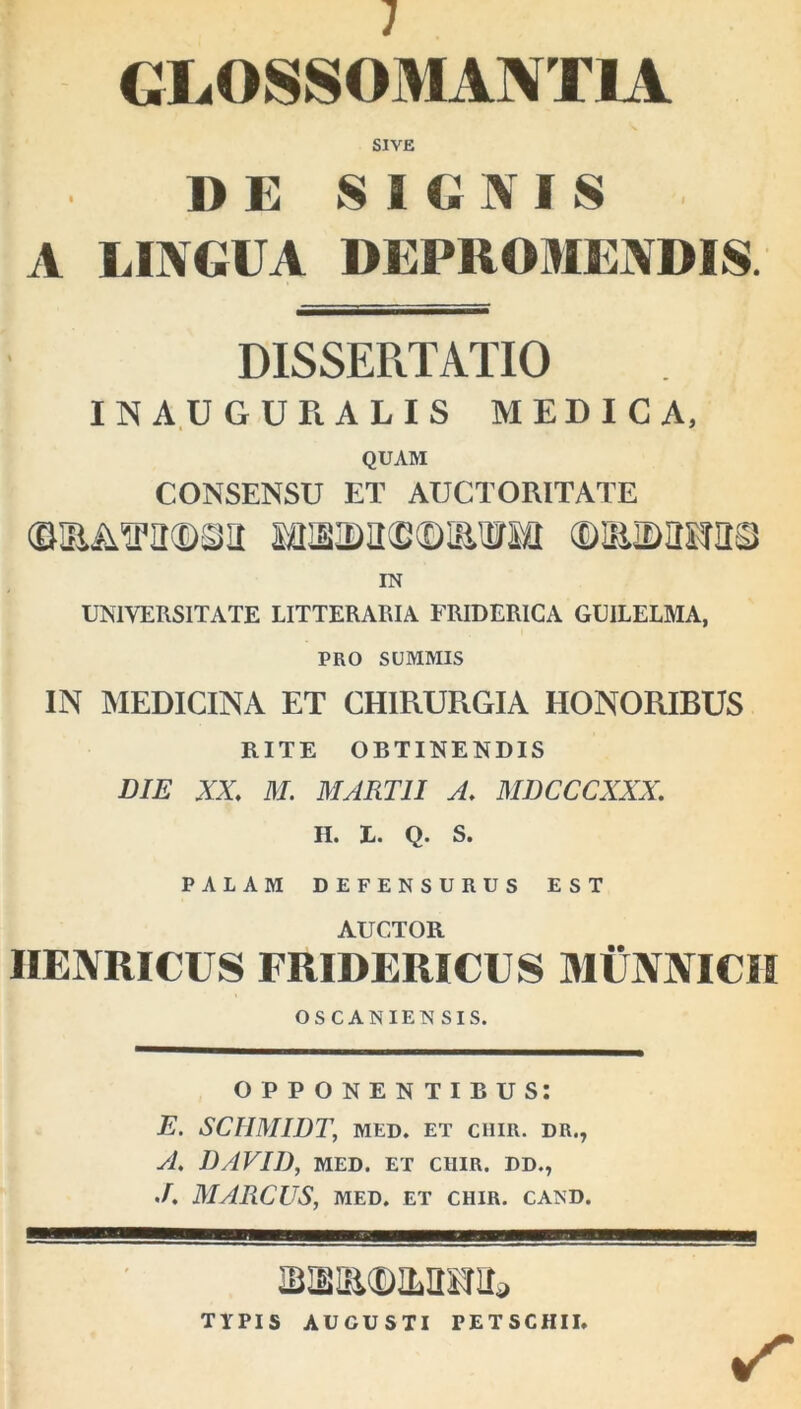 7
GLOSSOMANTIA
SIVE
DE SIGNIS
A LINGUA DEPROMENDIS.
DISSERTATIO
INAUGURALIS MEDICA,
QUAM
CONSENSU ET AUCTORITATE
GRATIOSI MEDICORUM ORDINIS
IN
UNIVERSITATE LITTERARIA FRIDERICA GUILELMA,
PRO SUMMIS
IN MEDICINA ET CHIRURGIA HONORIBUS
RITE OBTINENDIS
DIE XX. M. MARTII A. MDCCCXXX.
H. L. Q. S.
PALAM DEFENSURUS EST
AUCTOR
HENRICUS FRIDERICUS MÜNNICH
OSCANIENSIS.
OPPONENTIBUS:
E. SCHMIDT, MED. ET CHIR. DR.,
A. DAVID, MED. ET CHIR. DD.,
J. MARCUS, MED. ET CHIR. CAND.
BEROLINI,
TYPIS AUGUSTI PETSCHII.